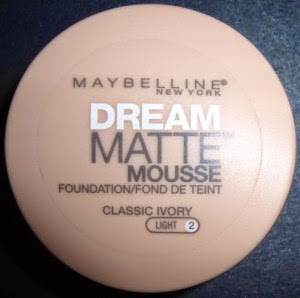 MAYBELLINE®
NEW YORK
DREAM
MATTE™
MOUSSE
FOUNDATION/FOND DE TEINT
CLASSIC IVORY
LIGHT 2